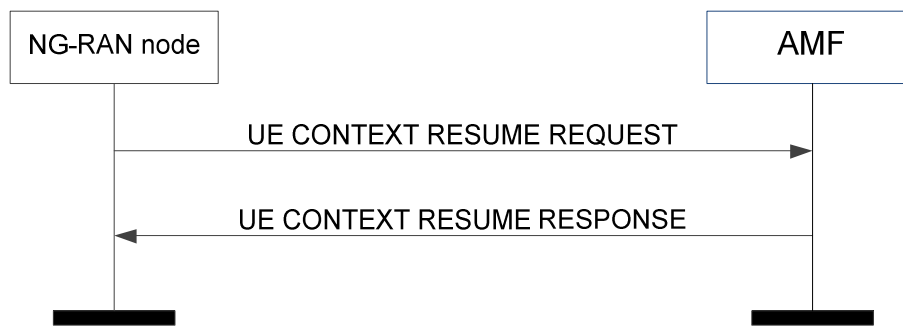 NG-RAN node
AMF
UE CONTEXT RESUME REQUEST
UE CONTEXT RESUME RESPONSE